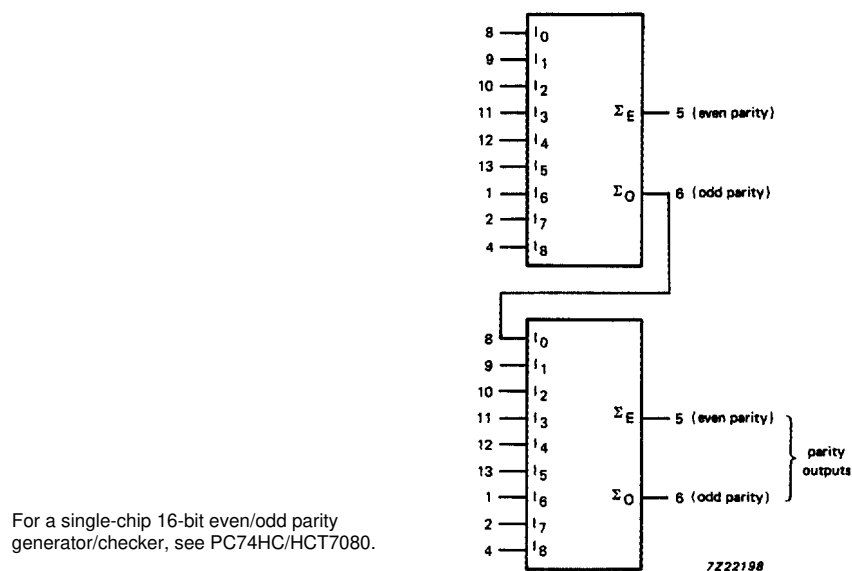 8 I0
9 I1
10 I2
11 I3 ΣE 5 (even parity)
12 I4
13 I5
1 I6 ΣO 6 (odd parity)
2 I7
4 I8
8 I0
9 I1
10 I2
11 I3 ΣE 5 (even parity)
12 I4
13 I5
1 I6 ΣO 6 (odd parity)
2 I7
4 I8
parity
outputs
For a single-chip 16-bit even/odd parity
generator/checker, see PC74HC/HCT7080.
7Z22198